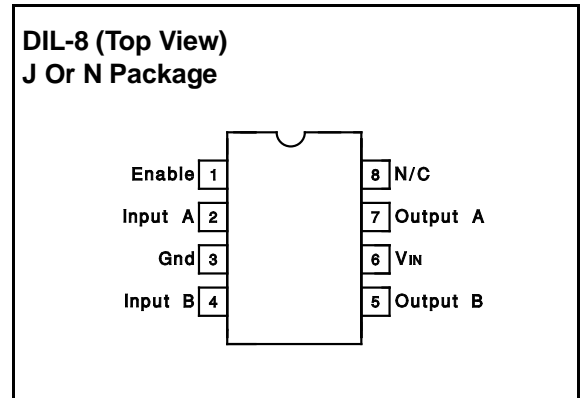 DIL-8 (Top View)
J Or N Package
Enable 1 8 N/C
Input A 2 7 Output A
Gnd 3 6 VIN
Input B 4 5 Output B